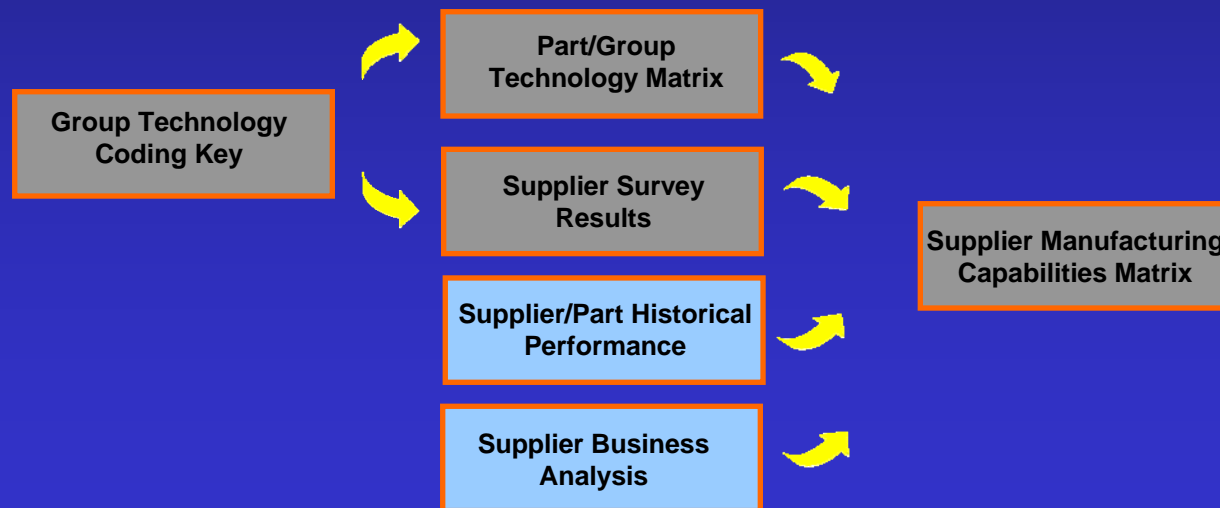 Part/Group
Technology Matrix
Group Technology
Coding Key
Supplier Survey
Results
Supplier Manufacturing
Capabilities Matrix
Supplier/Part Historical
Performance
Supplier Business
Analysis